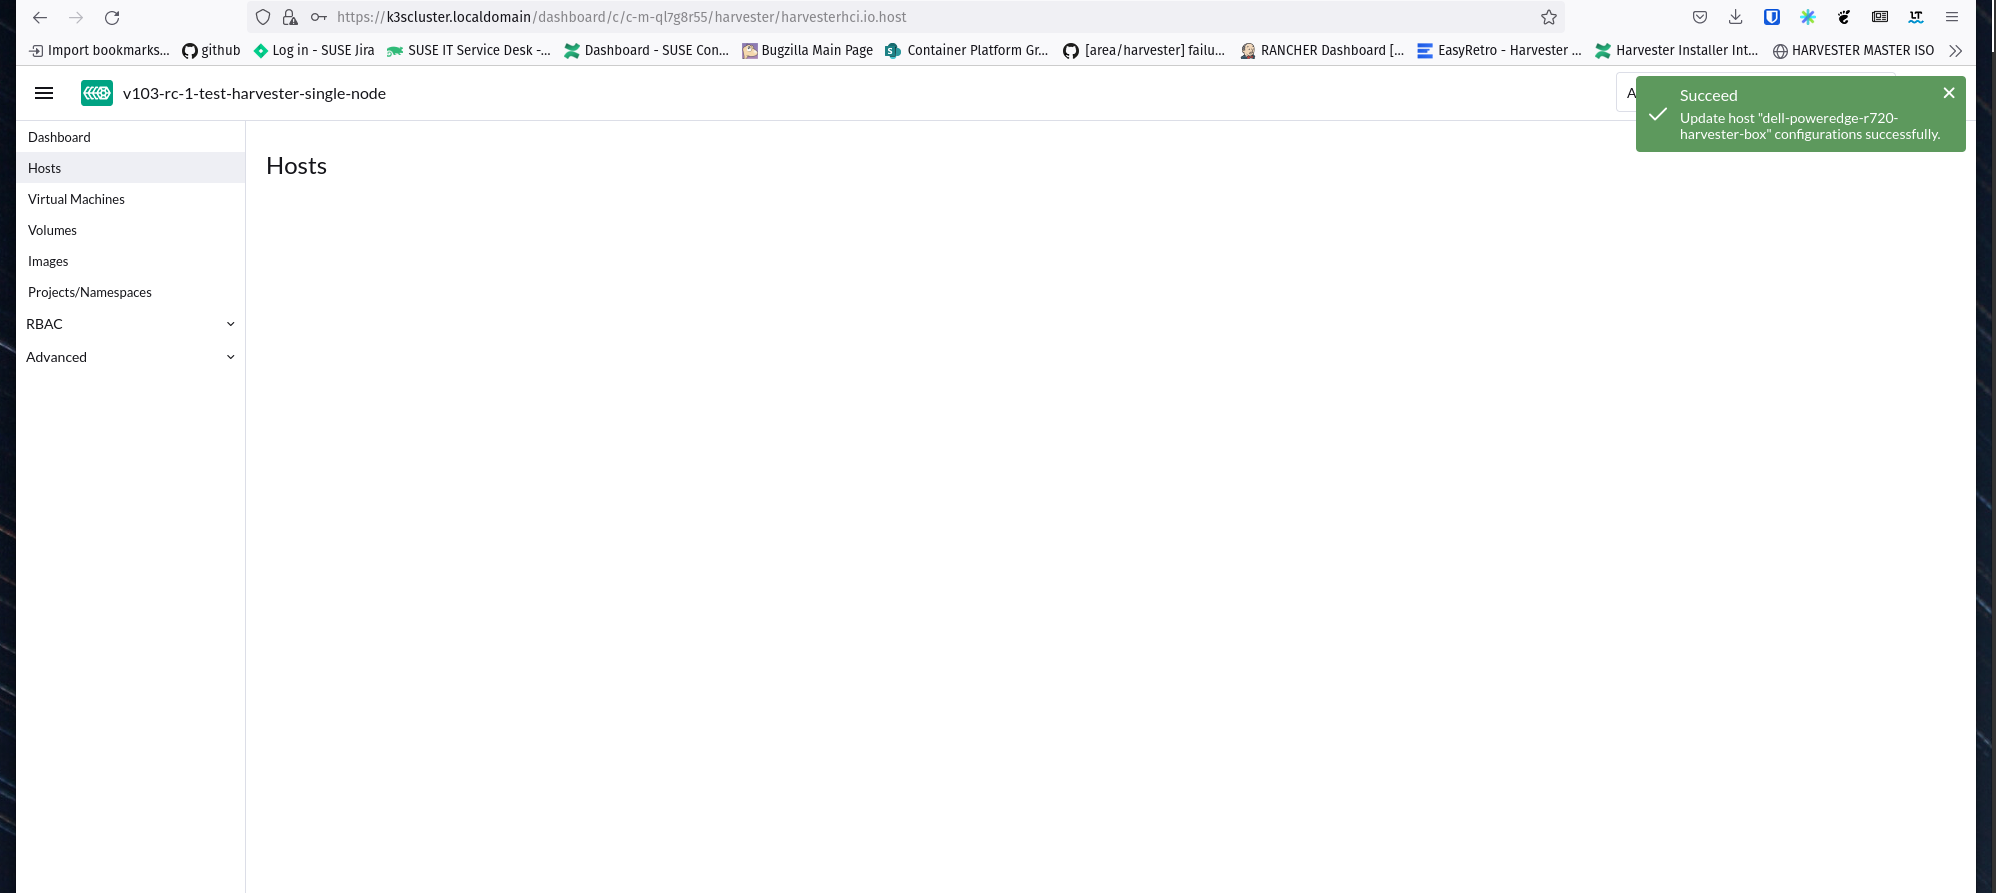 https://k3scluster.localdomain/dashboard/c/c-m-ql7g8r55/harvester/harvesterhci.io.host
Import bookmarks... github Log in - SUSE Jira SUSE IT Service Desk -... Dashboard - SUSE Con... Bugzilla Main Page Container Platform Gr... [area/harvester] failu... RANCHER Dashboard [... EasyRetro - Harvester ... Harvester Installer Int... HARVESTER MASTER ISO
v103-rc-1-test-harvester-single-node
A
Succeed
Update host "dell-poweredge-r720-
harvester-box" configurations successfully.
Dashboard
Hosts
Virtual Machines
Volumes
Images
Projects/Namespaces
RBAC
Advanced
Hosts